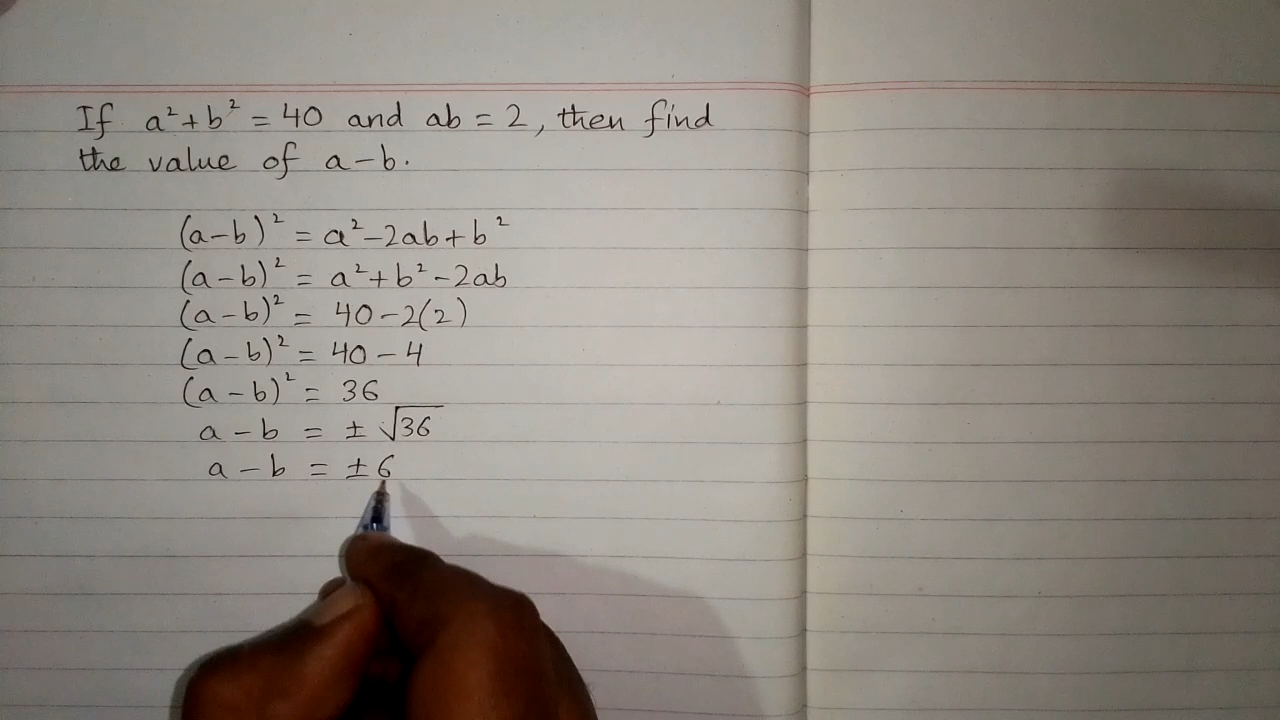 If a²+b² = 40 and ab = 2, then find
the value of a-b.
(a-b)² = a²-2ab+b²
(a-b)² = a²+b²-2ab
(a-b)² = 40-2(2)
(a-b)² = 40-4
(a-b)² = 36
a-b = ±√36
a-b = ±6